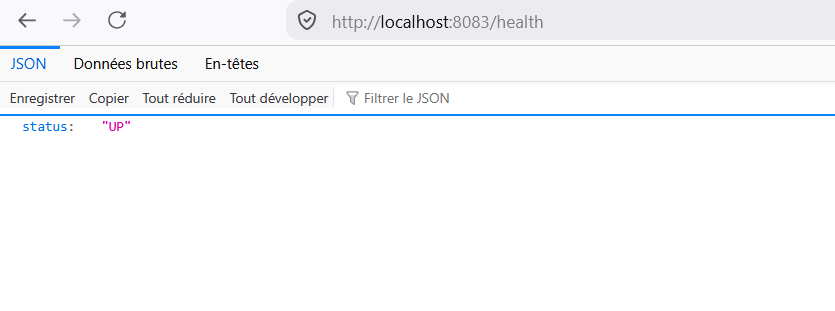 http://localhost:8083/health
JSON Données brutes En-têtes
Enregistrer Copier Tout réduire Tout développer Filtrer le JSON
status: "UP"